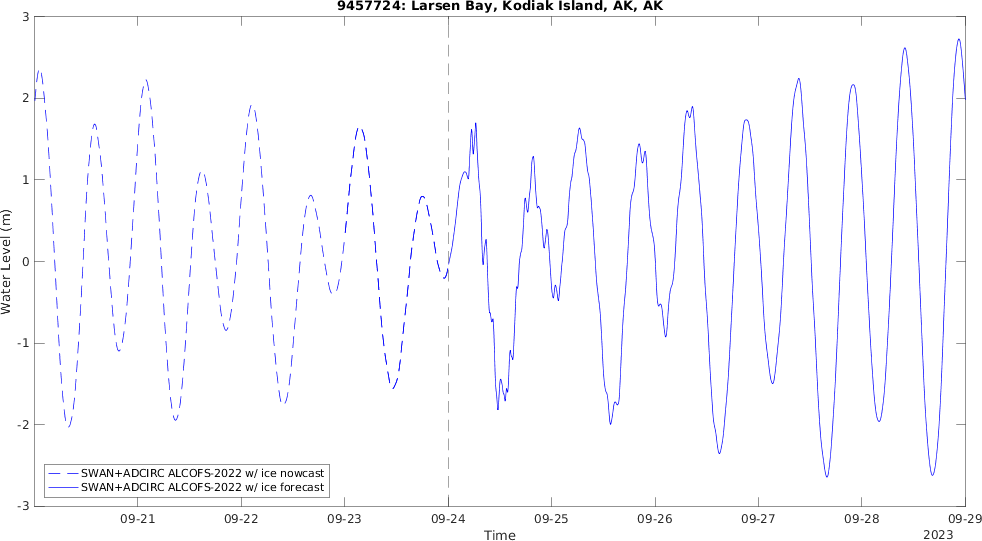 9457724: Larsen Bay, Kodiak Island, AK, AK
3
2
1
0
-1
-2
-3
Water Level (m)
SWAN+ADCIRC ALCOFS-2022 w/ ice nowcast
SWAN+ADCIRC ALCOFS-2022 w/ ice forecast
09-21 09-22 09-23 09-24 09-25 09-26 09-27 09-28 09-29
Time
2023